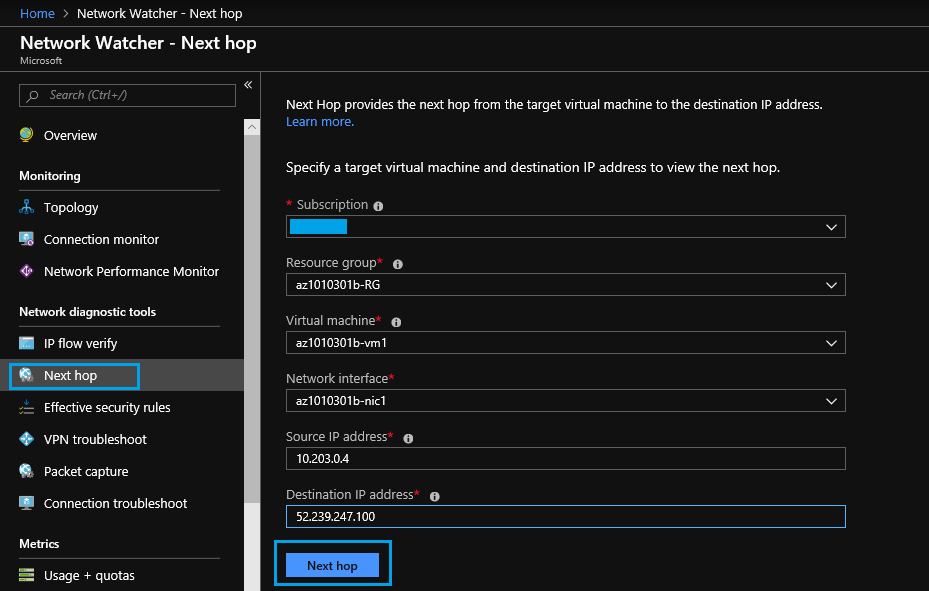 Home > Network Watcher - Next hop
Network Watcher - Next hop
Microsoft
Search (Ctrl+/)
«
Overview
Monitoring
Topology
Connection monitor
Network Performance Monitor
Network diagnostic tools
IP flow verify
Next hop
Effective security rules
VPN troubleshoot
Packet capture
Connection troubleshoot
Metrics
Usage + quotas
Next Hop provides the next hop from the target virtual machine to the destination IP address.
Learn more.
Specify a target virtual machine and destination IP address to view the next hop.
* Subscription
Resource group*
az1010301b-RG
Virtual machine*
az1010301b-vm1
Network interface*
az1010301b-nic1
Source IP address*
10.203.0.4
Destination IP address*
52.239.247.100
Next hop